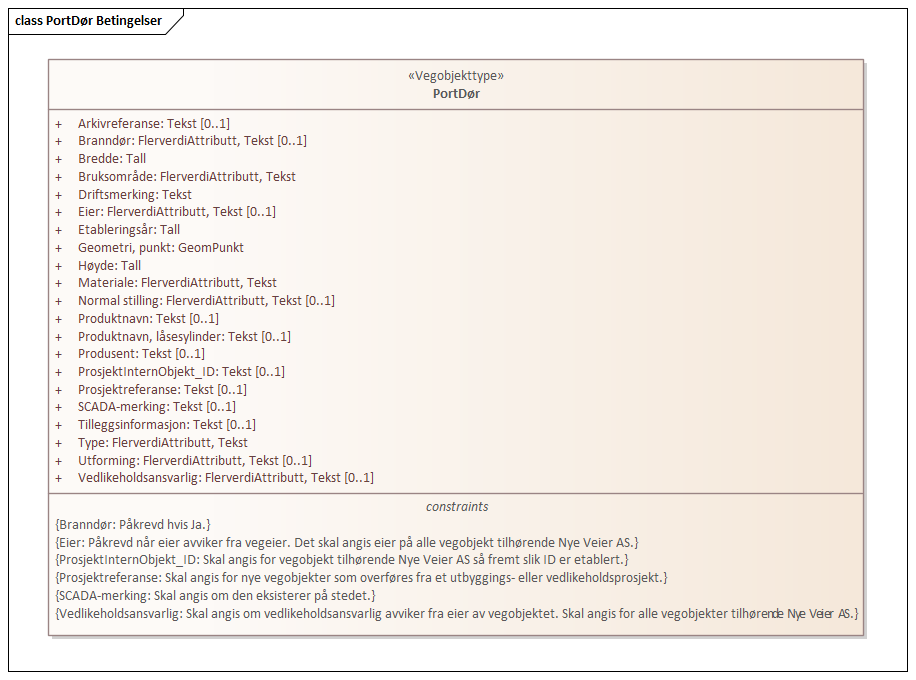 class PortDør Betingelser
«Vegobjekttype»
PortDør
+ Arkivreferanse: Tekst [0..1]
+ Branndør: FlerverdiAttributt, Tekst [0..1]
+ Bredde: Tall
+ Bruksområde: FlerverdiAttributt, Tekst
+ Driftsmerking: Tekst
+ Eier: FlerverdiAttributt, Tekst [0..1]
+ Etableringsår: Tall
+ Geometri, punkt: GeomPunkt
+ Høyde: Tall
+ Materiale: FlerverdiAttributt, Tekst
+ Normal stilling: FlerverdiAttributt, Tekst [0..1]
+ Produktnavn: Tekst [0..1]
+ Produktnavn, låsesylinder: Tekst [0..1]
+ Produsent: Tekst [0..1]
+ ProsjektInternObjekt_ID: Tekst [0..1]
+ Prosjektreferanse: Tekst [0..1]
+ SCADA-merking: Tekst [0..1]
+ Tilleggsinformasjon: Tekst [0..1]
+ Type: FlerverdiAttributt, Tekst
+ Utforming: FlerverdiAttributt, Tekst [0..1]
+ Vedlikeholdsansvarlig: FlerverdiAttributt, Tekst [0..1]
constraints
{Branndør: Påkrevd hvis Ja.}
{Eier: Påkrevd når eier avviker fra vegeier. Det skal angis eier på alle vegobjekt tilhørende Nye Veier AS.}
{ProsjektInternObjekt_ID: Skal angis for vegobjekt tilhørende Nye Veier AS så fremt slik ID er etablert.}
{Prosjektreferanse: Skal angis for nye vegobjekter som overføres fra et utbyggings- eller vedlikeholdsprosjekt.}
{SCADA-merking: Skal angis om den eksisterer på stedet.}
{Vedlikeholdsansvarlig: Skal angis om vedlikeholdsansvarlig avviker fra eier av vegobjektet. Skal angis for alle vegobjekter tilhørende Nye Veier AS.}